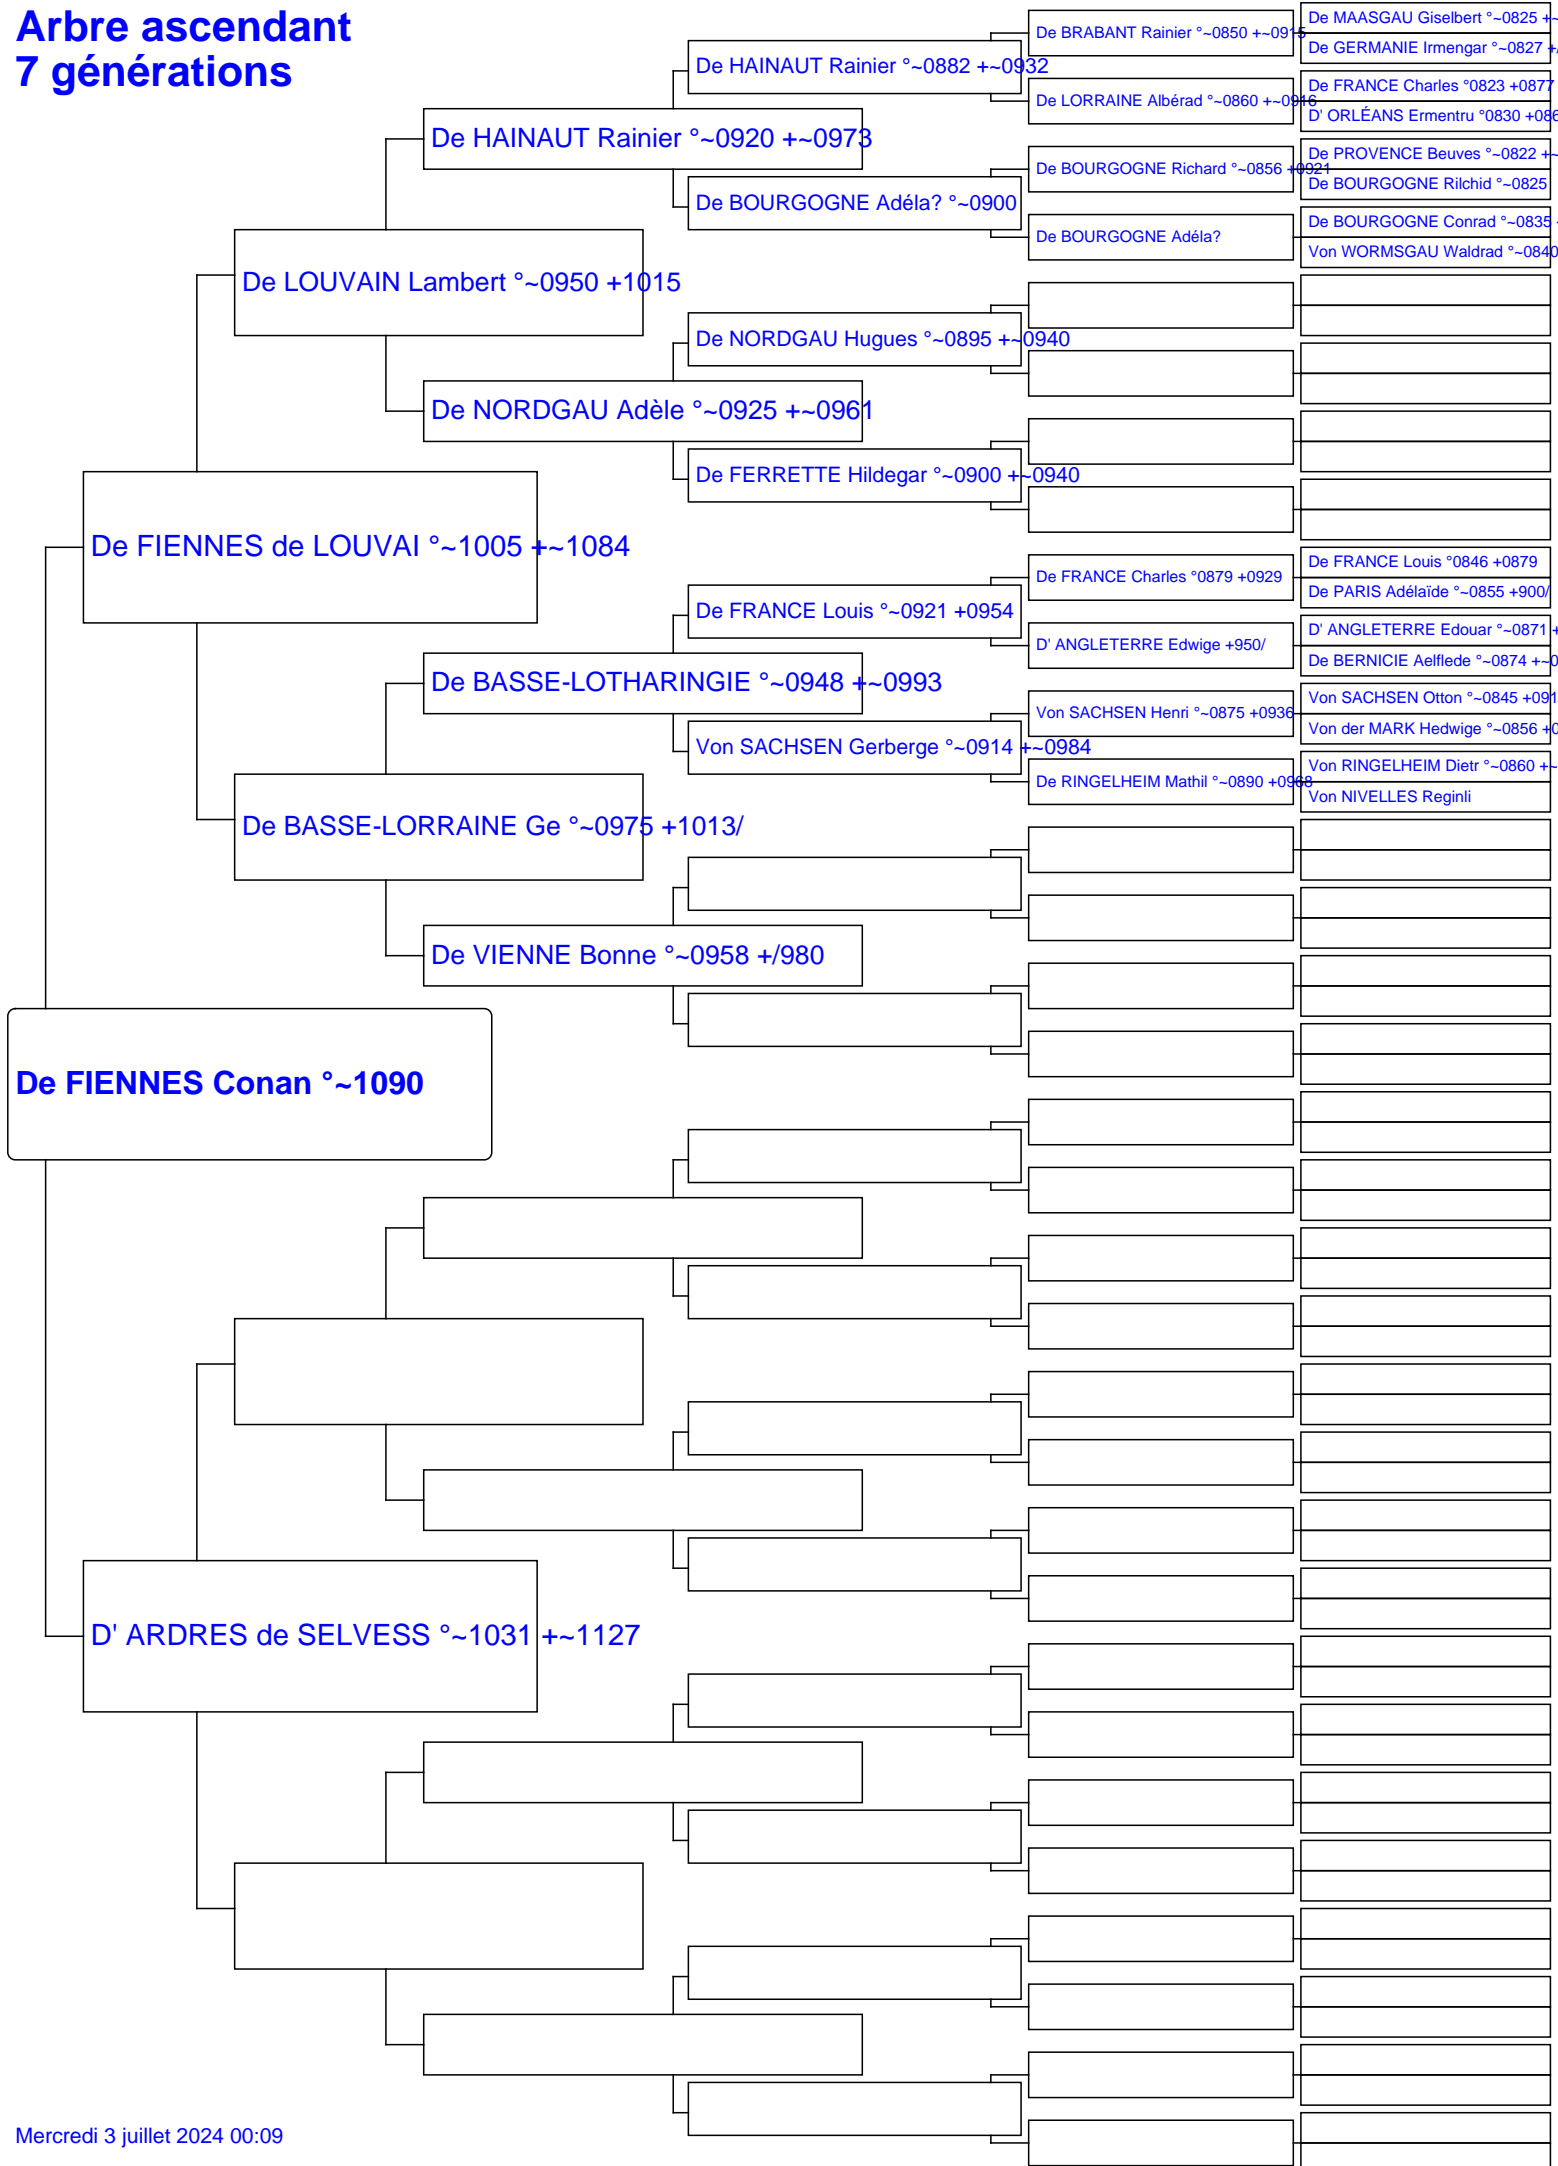 Arbre ascendant
7 générations
De MAASGAU Giselbert °~0825 +~
De BRABANT Rainier °~0850 +~0915
De GERMANIE Irmengar °~0827 +/
De HAINAUT Rainier °~0882 +~0932
De FRANCE Charles °0823 +0877
De LORRAINE Albérad °~0860 +~0916
D' ORLÉANS Ermentru °0830 +086
De HAINAUT Rainier °~0920 +~0973
De PROVENCE Beuves °~0822 +~
De BOURGOGNE Richard °~0856 +0921
De BOURGOGNE Rilchid °~0825
De BOURGOGNE Adéla? °~0900
De BOURGOGNE Conrad °~0835
De BOURGOGNE Adéla?
Von WORMSGAU Waldrad °~0840
De LOUVAIN Lambert °~0950 +1015
De NORDGAU Hugues °~0895 +~0940
De NORDGAU Adèle °~0925 +~0961
De FERRETTE Hildegar °~0900 +~0940
De FIENNES de LOUVAI °~1005 +~1084
De FRANCE Louis °0846 +0879
De FRANCE Charles °0879 +0929
De PARIS Adélaïde °~0855 +900/
De FRANCE Louis °~0921 +0954
D' ANGLETERRE Edouar °~0871 +
D' ANGLETERRE Edwige +950/
De BERNICIE Aelflede °~0874 +~0
De BASSE-LOTHARINGIE °~0948 +~0993
Von SACHSEN Otton °~0845 +091
Von SACHSEN Henri °~0875 +0936
Von der MARK Hedwige °~0856 +0
Von SACHSEN Gerberge °~0914 +~0984
Von RINGELHEIM Dietr °~0860 +~
De RINGELHEIM Mathil °~0890 +0968
Von NIVELLES Reginli
De BASSE-LORRAINE Ge °~0975 +1013/
De VIENNE Bonne °~0958 +/980
De FIENNES Conan °~1090
D' ARDRES de SELVESS °~1031 +~1127
Mercredi 3 juillet 2024 00:09